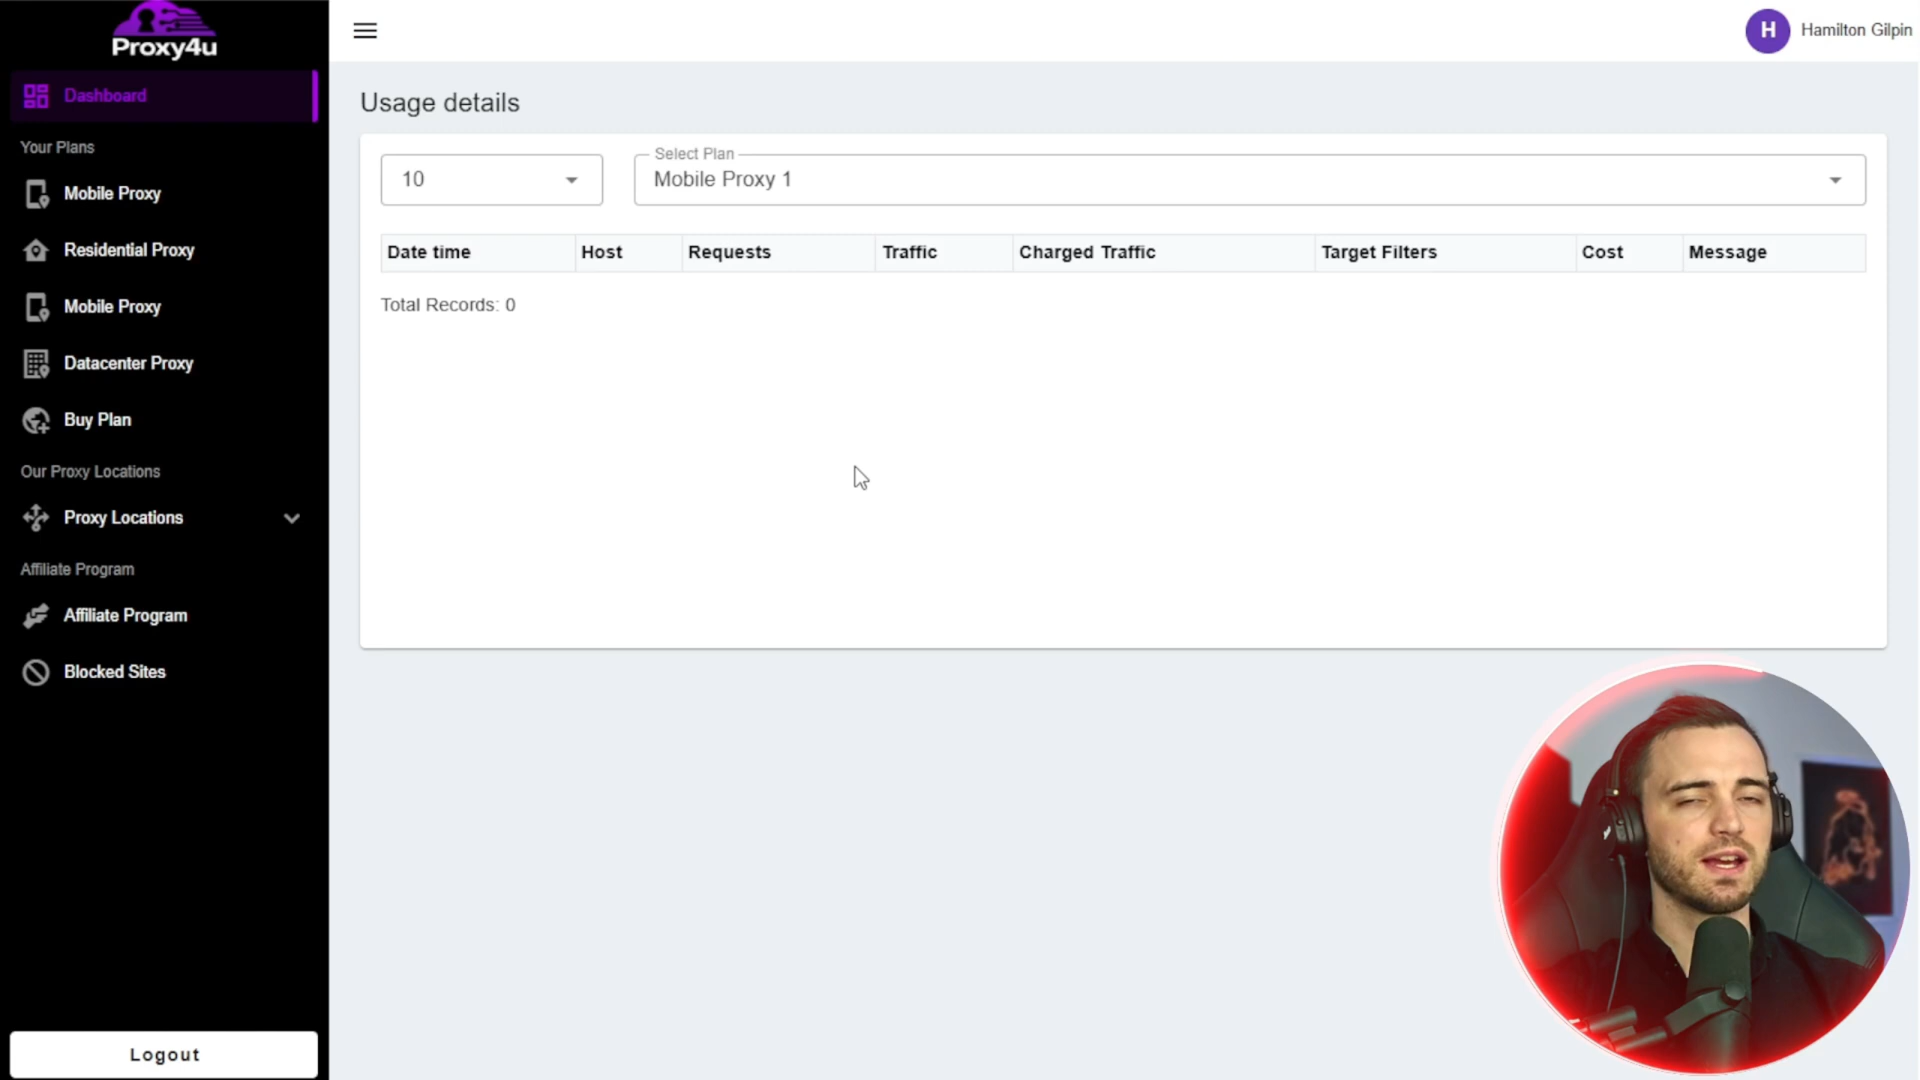 Proxy4u
Dashboard
Your Plans
Mobile Proxy
Residential Proxy
Mobile Proxy
Datacenter Proxy
Buy Plan
Our Proxy Locations
Proxy Locations
Affiliate Program
Affiliate Program
Blocked Sites
Logout
H Hamilton Gilpin
Usage details
10
Select Plan
Mobile Proxy 1
Date time Host Requests Traffic Charged Traffic Target Filters Cost Message
Total Records: 0